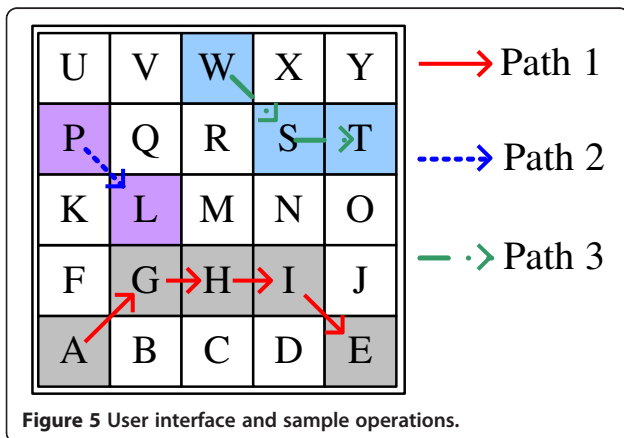 U V W X Y
Path 1
P Q R S T
Path 2
K L M N O
Path 3
F G H I J
A B C D E
Figure 5 User interface and sample operations.